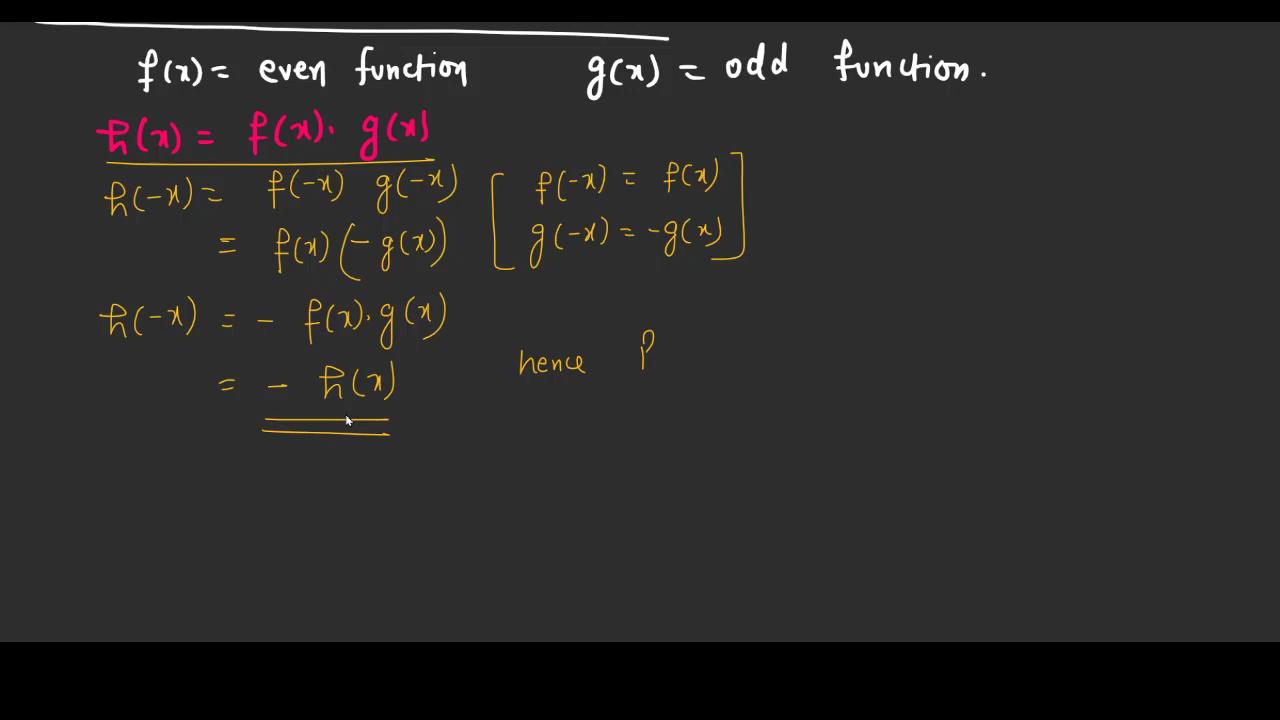 f(x) = even function g(x) = odd function.
h(x) = f(x). g(x)
h(-x) = f(-x) g(-x) [ f(-x) = f(x)
= f(x) (- g(x)) g(-x) = -g(x) ]
h(-x) = - f(x). g(x)
= - h(x) hence